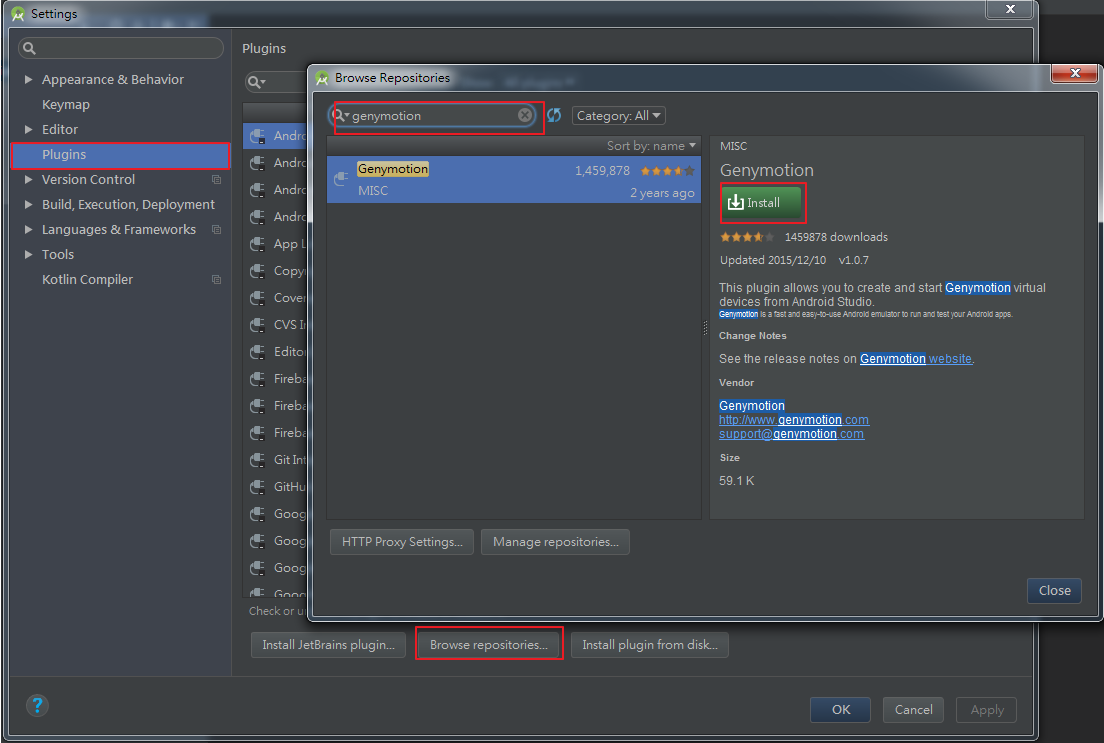 Settings
Appearance & Behavior
Keymap
Editor
Plugins
Version Control
Build, Execution, Deployment
Languages & Frameworks
Tools
Kotlin Compiler
Plugins
Andro
Andro
Andro
Andro
App L
Copy
Cover
CVS I
Editor
Fireba
Fireba
Fireba
Git Int
GitHu
Goog
Goog
Goog
Goog
Check or u
Install JetBrains plugin...
Browse repositories...
Install plugin from disk...
?
OK
Cancel
Apply
Browse Repositories
genymotion
Category: All
Sort by: name
Genymotion
1,459,878
MISC
2 years ago
MISC
Genymotion
Install
1459878 downloads
Updated 2015/12/10 v1.0.7
This plugin allows you to create and start Genymotion virtual
devices from Android Studio.
Genymotion is a fast and easy-to-use Android emulator to run and test your Android apps.
Change Notes
See the release notes on Genymotion website.
Vendor
Genymotion
http://www.genymotion.com
support@genymotion.com
Size
59.1 K
HTTP Proxy Settings...
Manage repositories...
Close